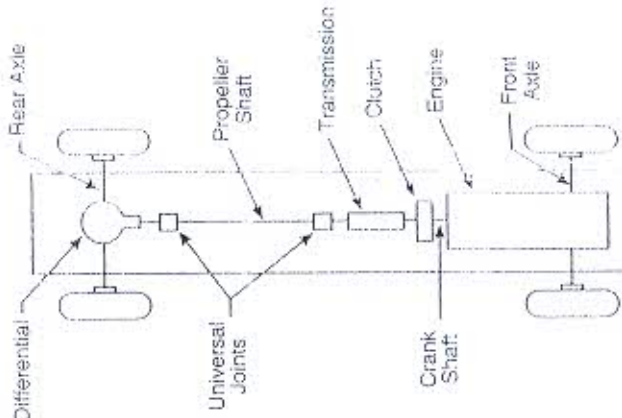 Rear Axle
Propeller
Shaft
Transmission
Clutch
Engine
Front
Axle
Differential
Universal
Joints
Crank
Shaft